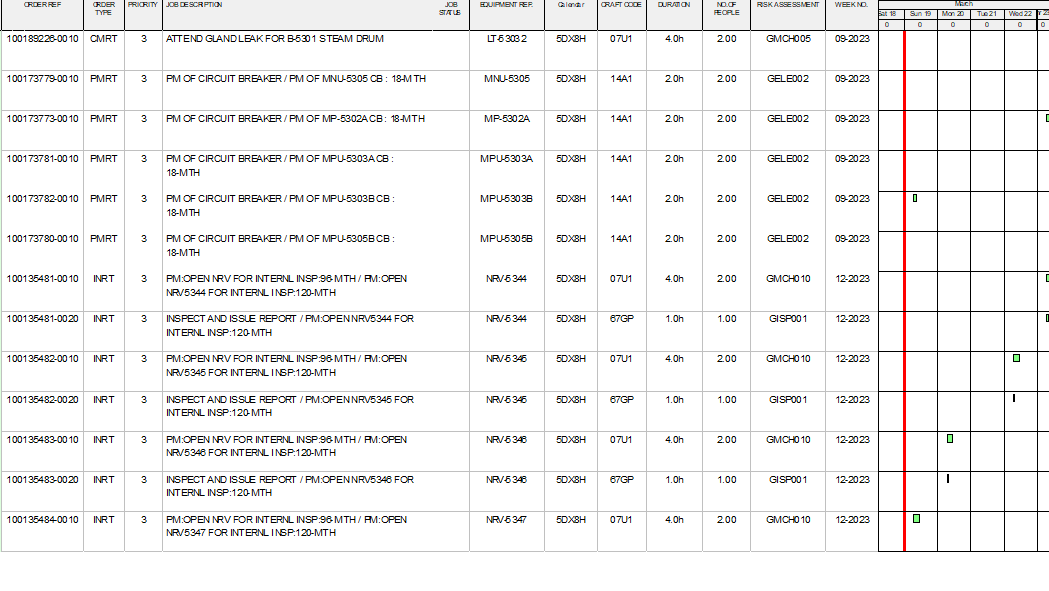 ORDER REF ORDER TYPE PRIORITY JOB DESCRIPTION JOB STATUS EQUIPMENT REF. Calendar CRAFT CODE DURATION NO.OF PEOPLE RISK ASSESSMENT WEEK NO. March
Sat 18 Sun 19 Mon 20 Tue 21 Wed 22
0 0 0 0 0 0
100189226-0010 CMRT 3 ATTEND GLAND LEAK FOR B-5301 STEAM DRUM LT-53032 5DX8H 07U1 4.0h 2.00 GMCH005 09-2023
100173779-0010 PMRT 3 PM OF CIRCUIT BREAKER / PM OF MNU-5305 CB : 18-MTH MNU-5305 5DX8H 14A1 2.0h 2.00 GELE002 09-2023
100173773-0010 PMRT 3 PM OF CIRCUIT BREAKER / PM OF MP-5302A CB : 18-MTH MP-5302A 5DX8H 14A1 2.0h 2.00 GELE002 09-2023
100173781-0010 PMRT 3 PM OF CIRCUIT BREAKER / PM OF MPU-5303A CB : MPU-5303A 5DX8H 14A1 2.0h 2.00 GELE002 09-2023
18-MTH
100173782-0010 PMRT 3 PM OF CIRCUIT BREAKER / PM OF MPU-5303B CB : MPU-5303B 5DX8H 14A1 2.0h 2.00 GELE002 09-2023
18-MTH
100173780-0010 PMRT 3 PM OF CIRCUIT BREAKER / PM OF MPU-5305B CB : MPU-5305B 5DX8H 14A1 2.0h 2.00 GELE002 09-2023
18-MTH
100135481-0010 INRT 3 PM:OPEN NRV FOR INTERNL INSP:96-MTH / PM:OPEN NRV-5344 5DX8H 07U1 4.0h 2.00 GMCH010 12-2023
NRV5344 FOR INTERNL INSP:120-MTH
100135481-0020 INRT 3 INSPECT AND ISSUE REPORT / PM:OPEN NRV5344 FOR NRV-5344 5DX8H 67GP 1.0h 1.00 GISP001 12-2023
INTERNL INSP:120-MTH
100135482-0010 INRT 3 PM:OPEN NRV FOR INTERNL INSP:96-MTH / PM:OPEN NRV-5345 5DX8H 07U1 4.0h 2.00 GMCH010 12-2023
NRV5345 FOR INTERNL INSP:120-MTH
100135482-0020 INRT 3 INSPECT AND ISSUE REPORT / PM:OPEN NRV5345 FOR NRV-5345 5DX8H 67GP 1.0h 1.00 GISP001 12-2023
INTERNL INSP:120-MTH
100135483-0010 INRT 3 PM:OPEN NRV FOR INTERNL INSP:96-MTH / PM:OPEN NRV-5346 5DX8H 07U1 4.0h 2.00 GMCH010 12-2023
NRV5346 FOR INTERNL INSP:120-MTH
100135483-0020 INRT 3 INSPECT AND ISSUE REPORT / PM:OPEN NRV5346 FOR NRV-5346 5DX8H 67GP 1.0h 1.00 GISP001 12-2023
INTERNL INSP:120-MTH
100135484-0010 INRT 3 PM:OPEN NRV FOR INTERNL INSP:96-MTH / PM:OPEN NRV-5347 5DX8H 07U1 4.0h 2.00 GMCH010 12-2023
NRV5347 FOR INTERNL INSP:120-MTH